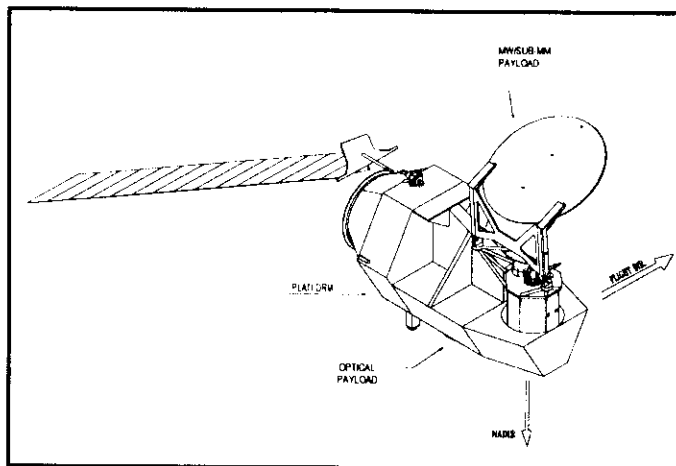 MW/SUB-MM
PAYLOAD
FLIGHT DIR.
PLATFORM
OPTICAL
PAYLOAD
NADIR